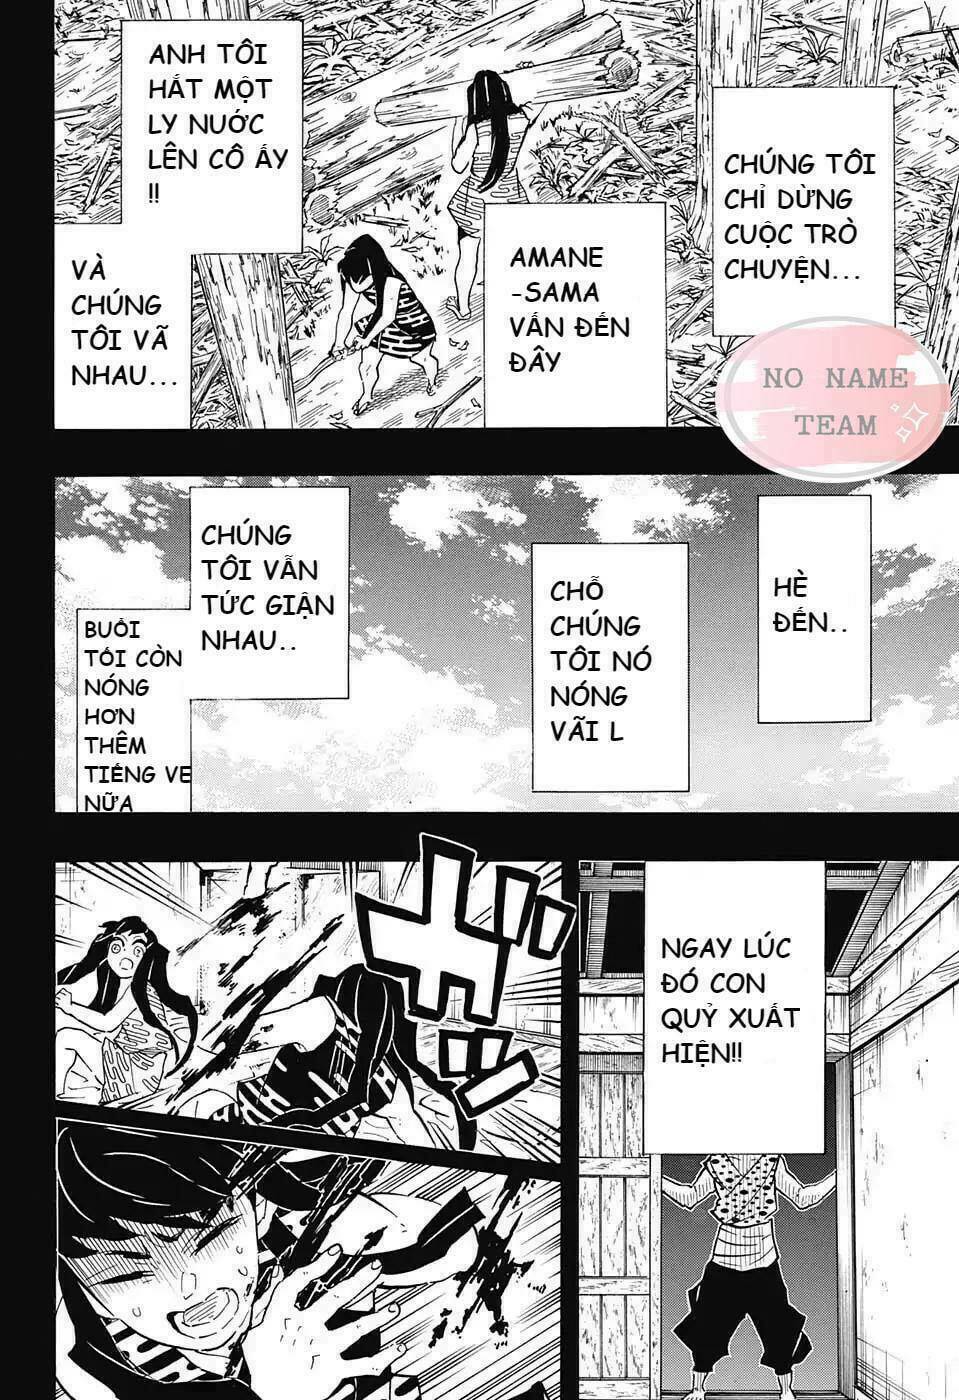 CHÚNG TÔI
CHỈ DỪNG
CUỘC TRÒ
CHUYỆN...
AMANE
-SAMA
VẤN ĐẾN
ĐÂY
ANH TÔI
HẮT MỘT
LY NƯỚC
LÊN CÔ ẤY
!!
VÀ
CHÚNG
TÔI VÃ
NHAU...
NO NAME
TEAM
HÈ
ĐẾN..
CHỖ
CHÚNG
TÔI NÓ
NÓNG
VÃI L
CHÚNG
TÔI VẪN
TỨC GIẬN
NHAU..
BUỔI
TỐI CÒN
NÓNG
HƠN
THÊM
TIẾNG VE
NỮA
NGAY LÚC
ĐÓ CON
QUỶ XUẤT
HIỆN!!